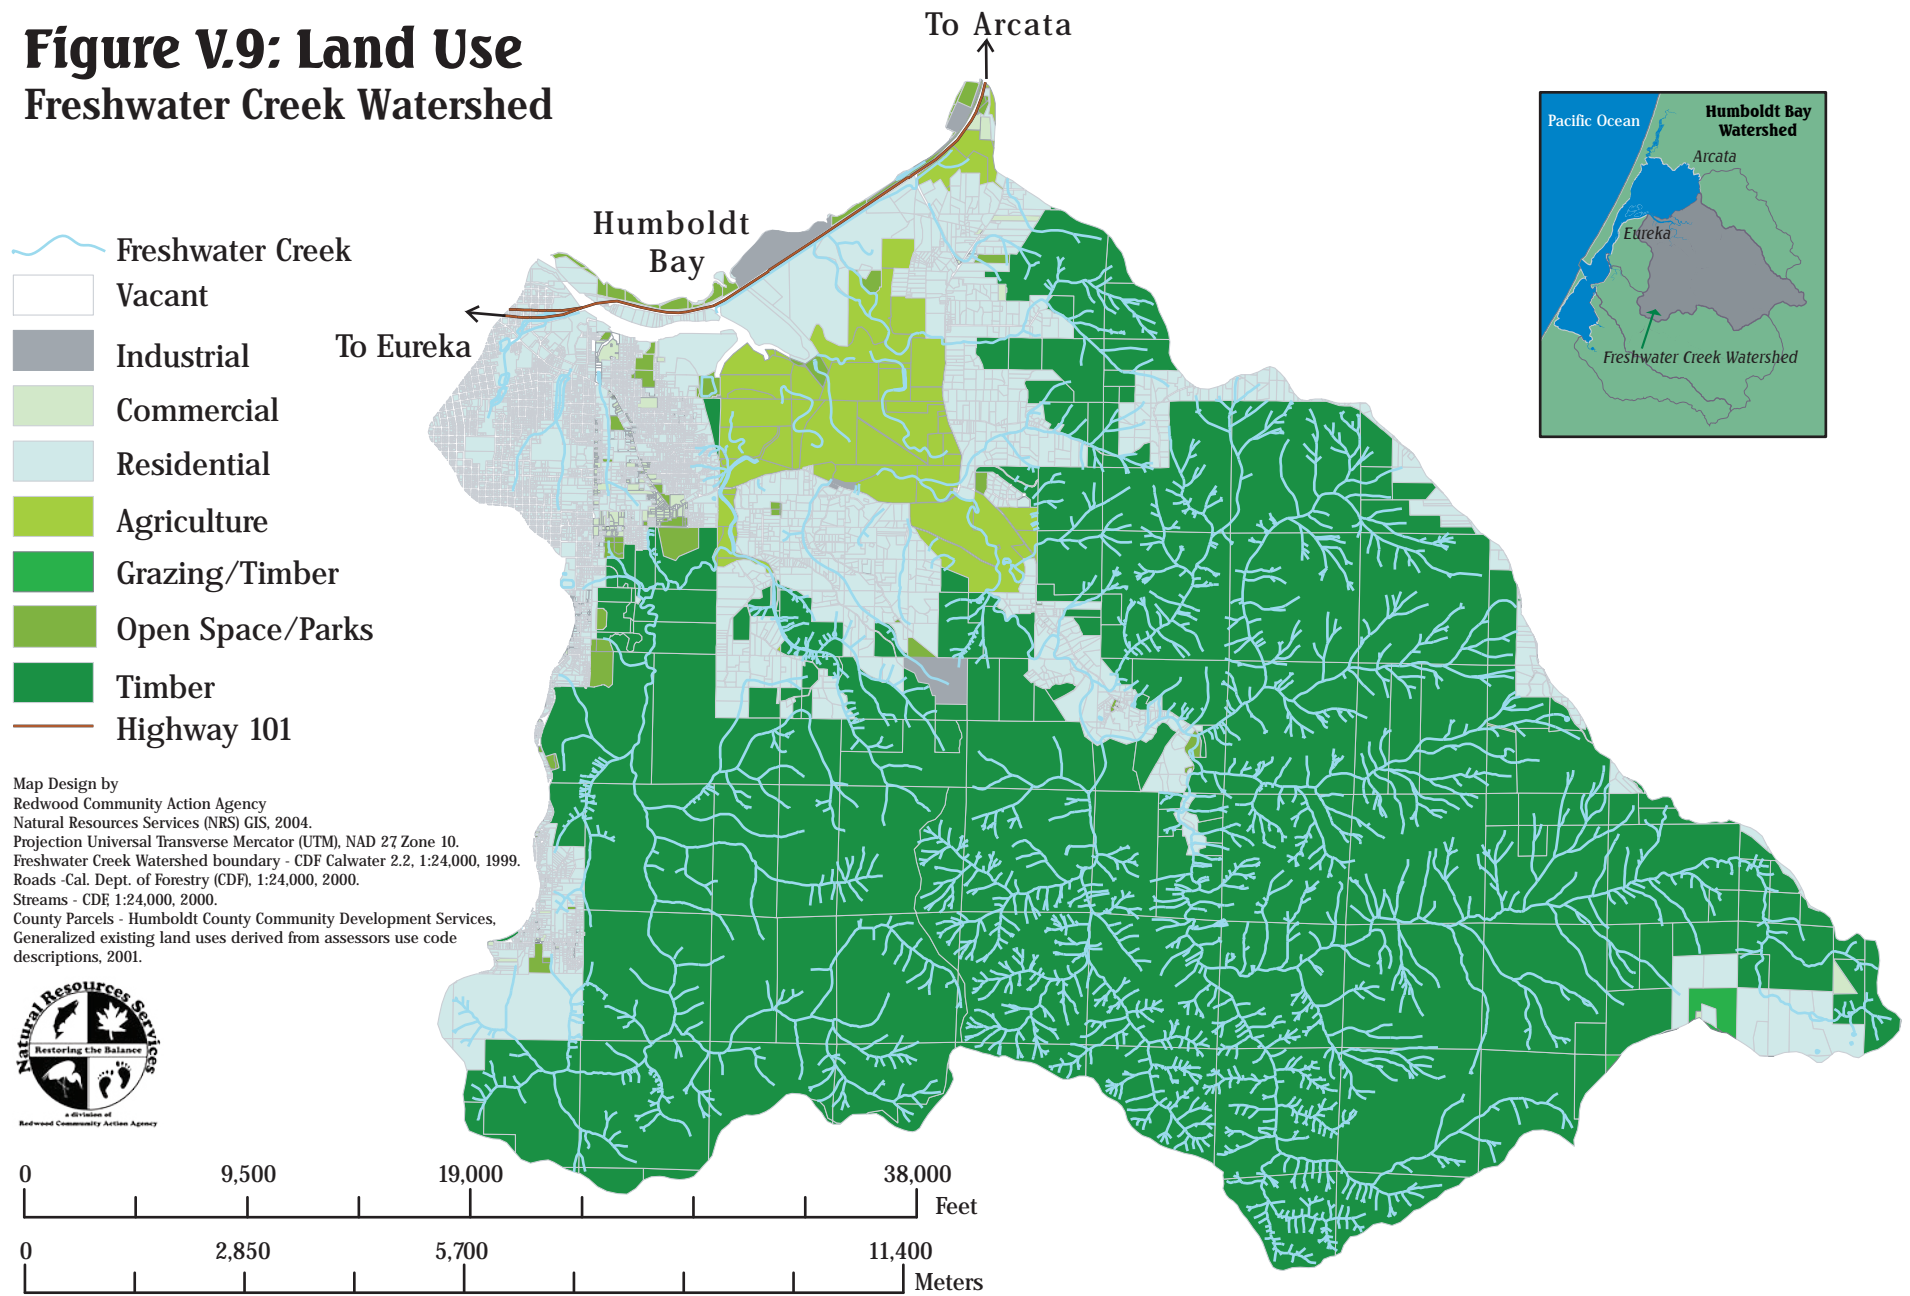 Figure V.9: Land Use
Freshwater Creek Watershed
To Arcata
Humboldt
Bay
To Eureka
Freshwater Creek
Vacant
Industrial
Commercial
Residential
Agriculture
Grazing/Timber
Open Space/Parks
Timber
Highway 101
Pacific Ocean
Humboldt Bay
Watershed
Arcata
Eureka
Freshwater Creek Watershed
Map Design by
Redwood Community Action Agency
Natural Resources Services (NRS) GIS, 2004.
Projection Universal Transverse Mercator (UTM), NAD 27, Zone 10.
Freshwater Creek Watershed boundary - CDF Calwater 2.2, 1:24,000, 1999.
Roads -Cal. Dept. of Forestry (CDF), 1:24,000, 2000.
Streams - CDF, 1:24,000, 2000.
County Parcels - Humboldt County Community Development Services,
Generalized existing land uses derived from assessors use code
descriptions, 2001.
Natural Resources Services
Restoring the Balance
a division of
Redwood Community Action Agency
0 9,500 19,000 38,000
Feet
0 2,850 5,700 11,400
Meters